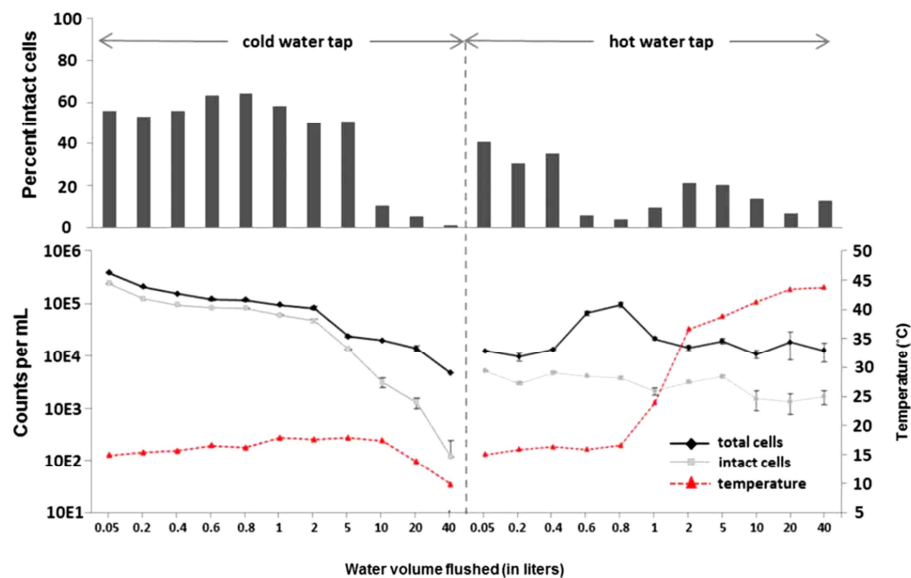 100
80
60
40
20
0
Percent intact cells
cold water tap
hot water tap
10E6
10E5
10E4
10E3
10E2
10E1
Counts per mL
50
45
40
35
30
25
20
15
10
5
Temperature (˚C)
total cells
intact cells
temperature
0.05 0.2 0.4 0.6 0.8 1 2 5 10 20 40 0.05 0.2 0.4 0.6 0.8 1 2 5 10 20 40
Water volume flushed (in liters)